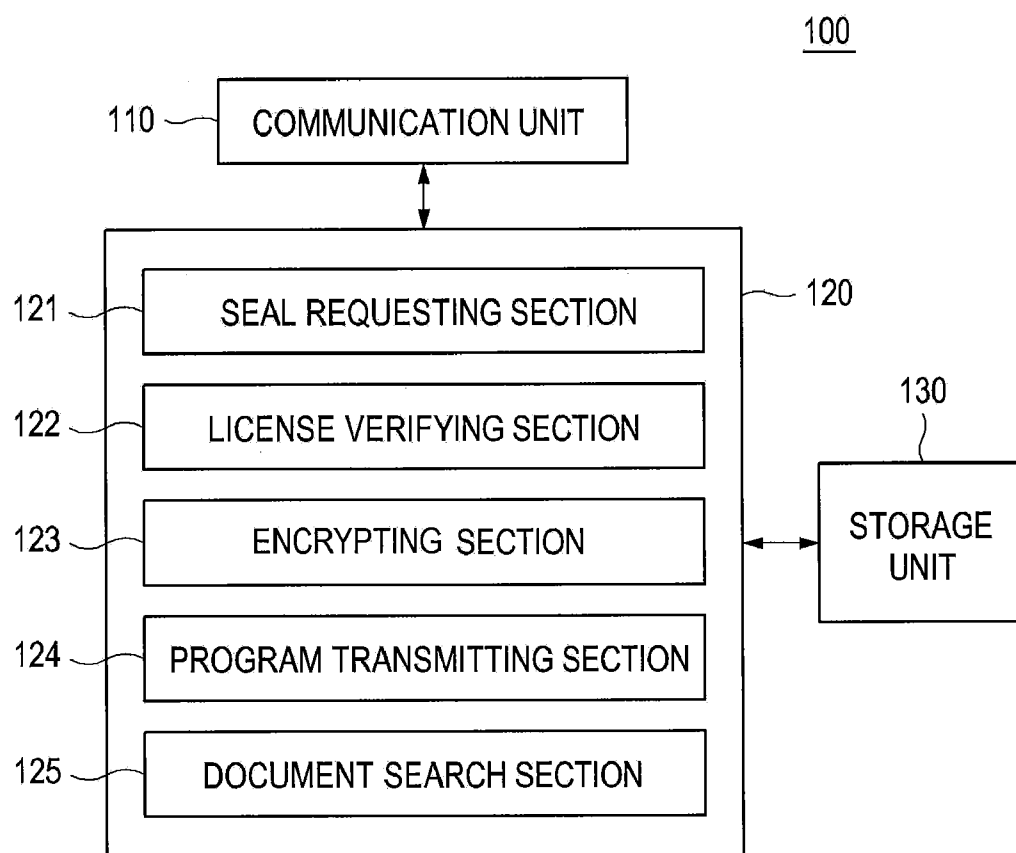 100
110
COMMUNICATION UNIT
121
SEAL REQUESTING SECTION
120
122
LICENSE VERIFYING SECTION
130
123
ENCRYPTING SECTION
STORAGE
UNIT
124
PROGRAM TRANSMITTING SECTION
125
DOCUMENT SEARCH SECTION